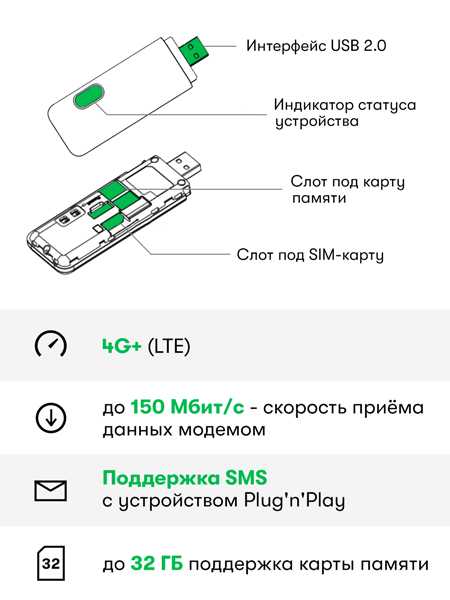 Интерфейс USB 2.0
Индикатор статуса
устройства
Слот под карту
памяти
Слот под SIM-карту
4G+ (LTE)
до 150 Мбит/с - скорость приёма
данных модемом
Поддержка SMS
с устройством Plug'n'Play
32
до 32 ГБ поддержка карты памяти